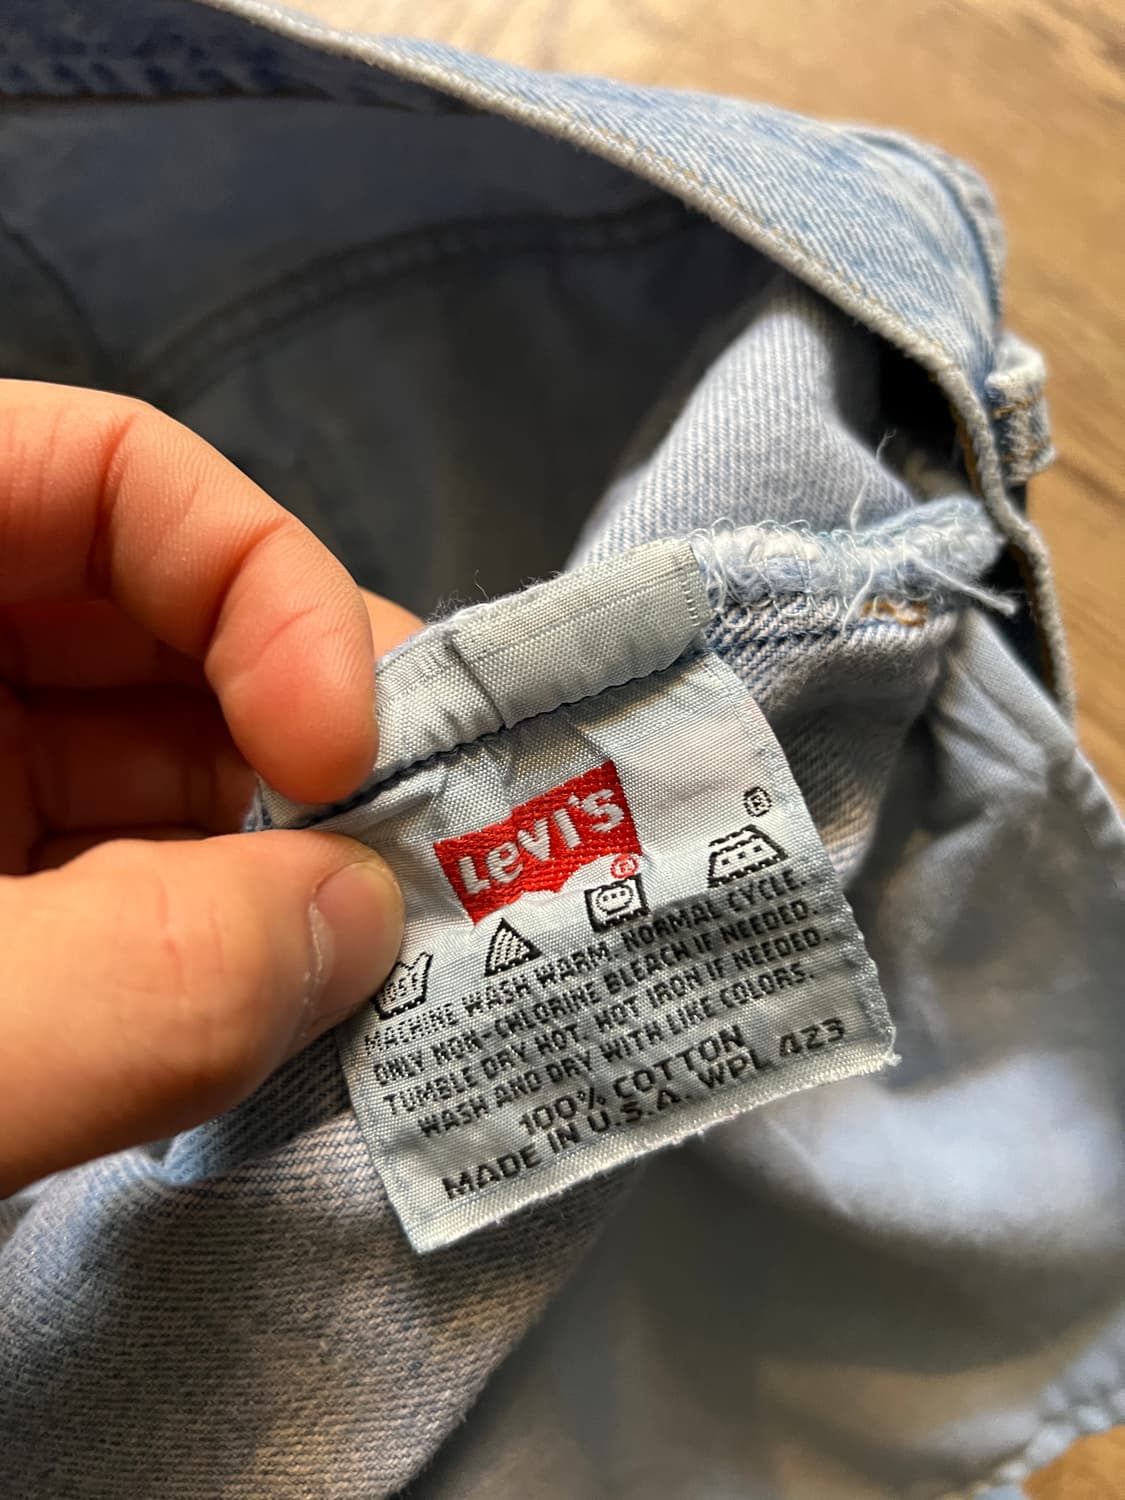 Levi's
®
®
MACHINE WASH WARM, NORMAL CYCLE.
ONLY NON-CHLORINE BLEACH IF NEEDED.
TUMBLE DRY HOT, HOT IRON IF NEEDED.
WASH AND DRY WITH LIKE COLORS.
100% COTTON
MADE IN U.S.A. WPL 423